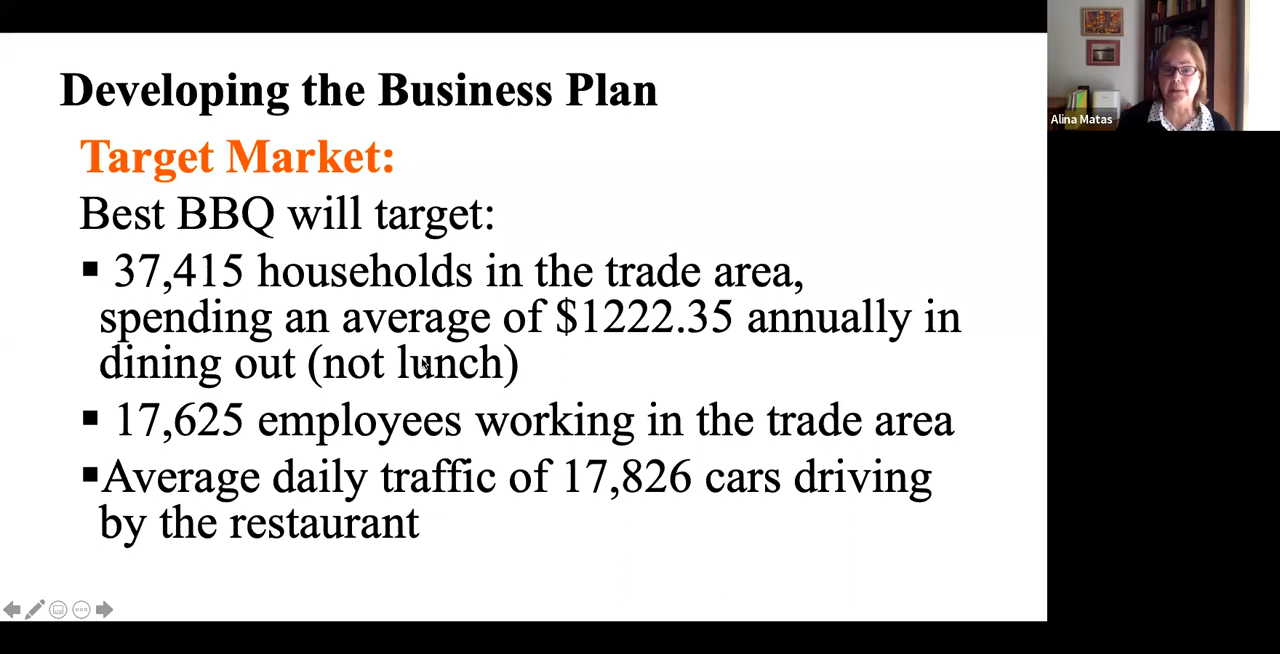 Developing the Business Plan
Target Market:
Best BBQ will target:
▪ 37,415 households in the trade area,
spending an average of $1222.35 annually in
dining out (not lunch)
▪ 17,625 employees working in the trade area
▪Average daily traffic of 17,826 cars driving
by the restaurant
Alina Matas